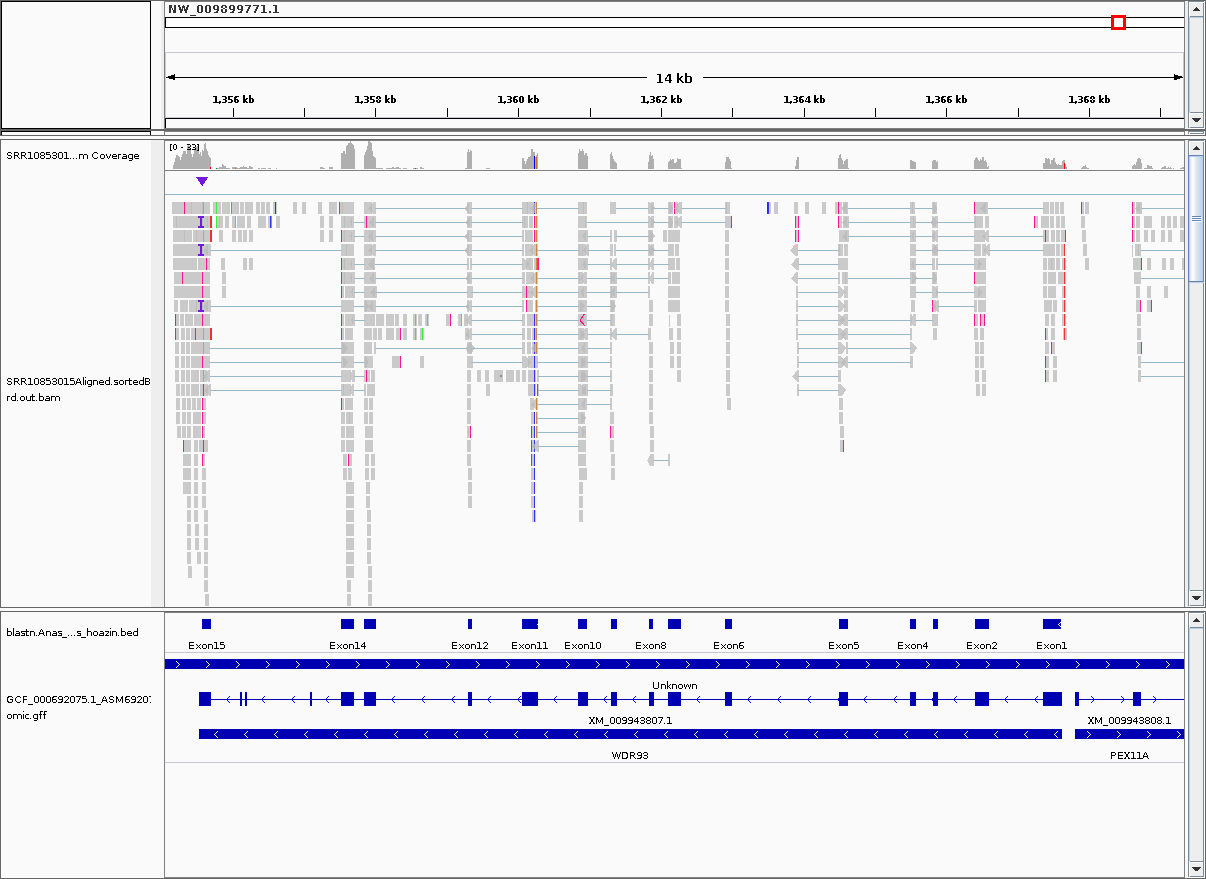 NW_009899771.1
14 kb
1,356 kb 1,358 kb 1,360 kb 1,362 kb 1,364 kb 1,366 kb 1,368 kb
[0 - 33]
SRR1085301...m Coverage
SRR10853015Aligned.sortedB
rd.out.bam
blastn.Anas_...s_hoazin.bed
Exon15 Exon14 Exon12 Exon11 Exon10 Exon8 Exon6 Exon5 Exon4 Exon2 Exon1
Unknown
GCF_000692075.1_ASM6920
omic.gff
XM_009943807.1 XM_009943808.1
WDR93 PEX11A